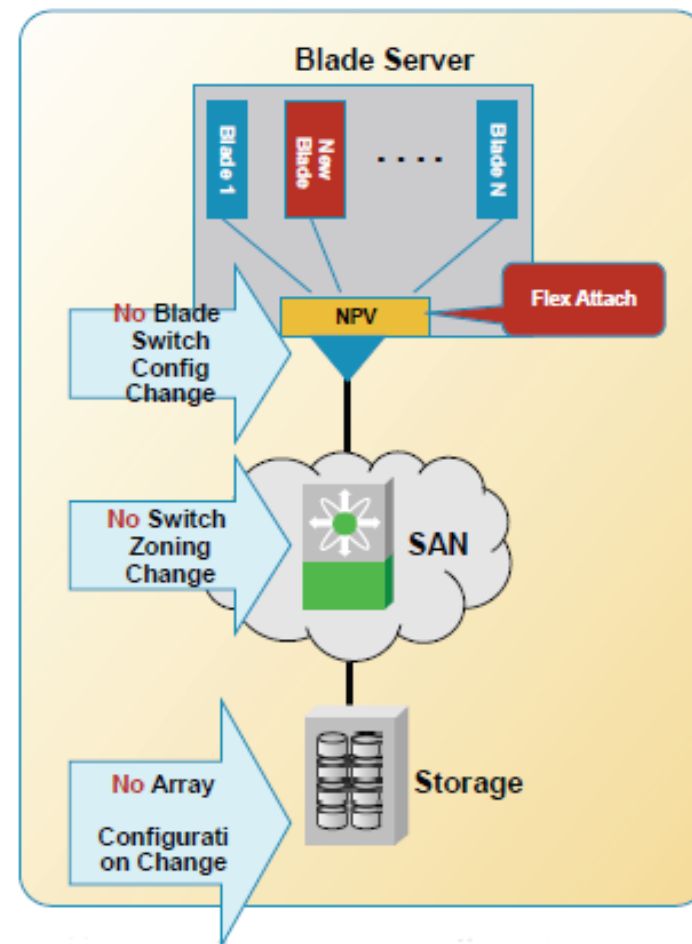 Blade Server
Blade 1
New
Blade
. . . .
Blade N
Flex Attach
NPV
No Blade
Switch
Config
Change
No Switch
Zoning
Change
SAN
No Array
Configurati
on Change
Storage